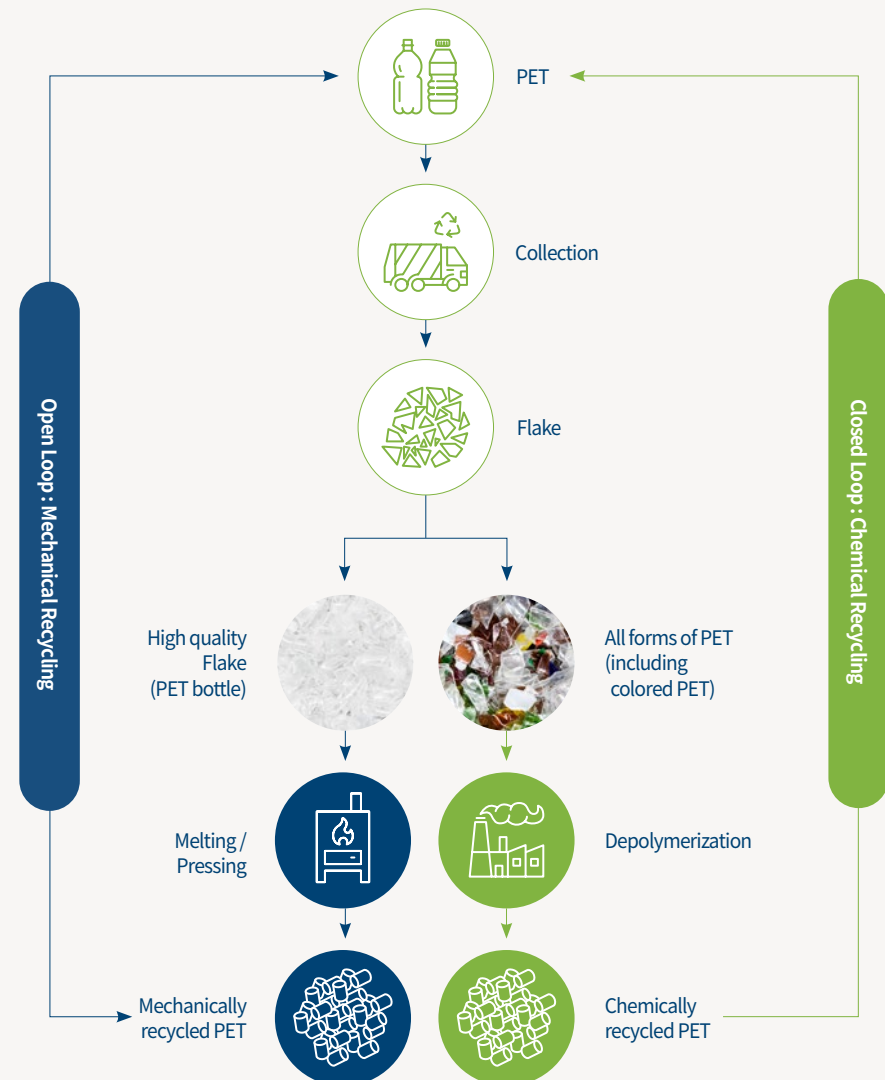 PET
Collection
Flake
Open Loop : Mechanical Recycling
Closed Loop : Chemical Recycling
High quality
Flake
(PET bottle)
All forms of PET
(including
colored PET)
Melting /
Pressing
Depolymerization
Mechanically
recycled PET
Chemically
recycled PET